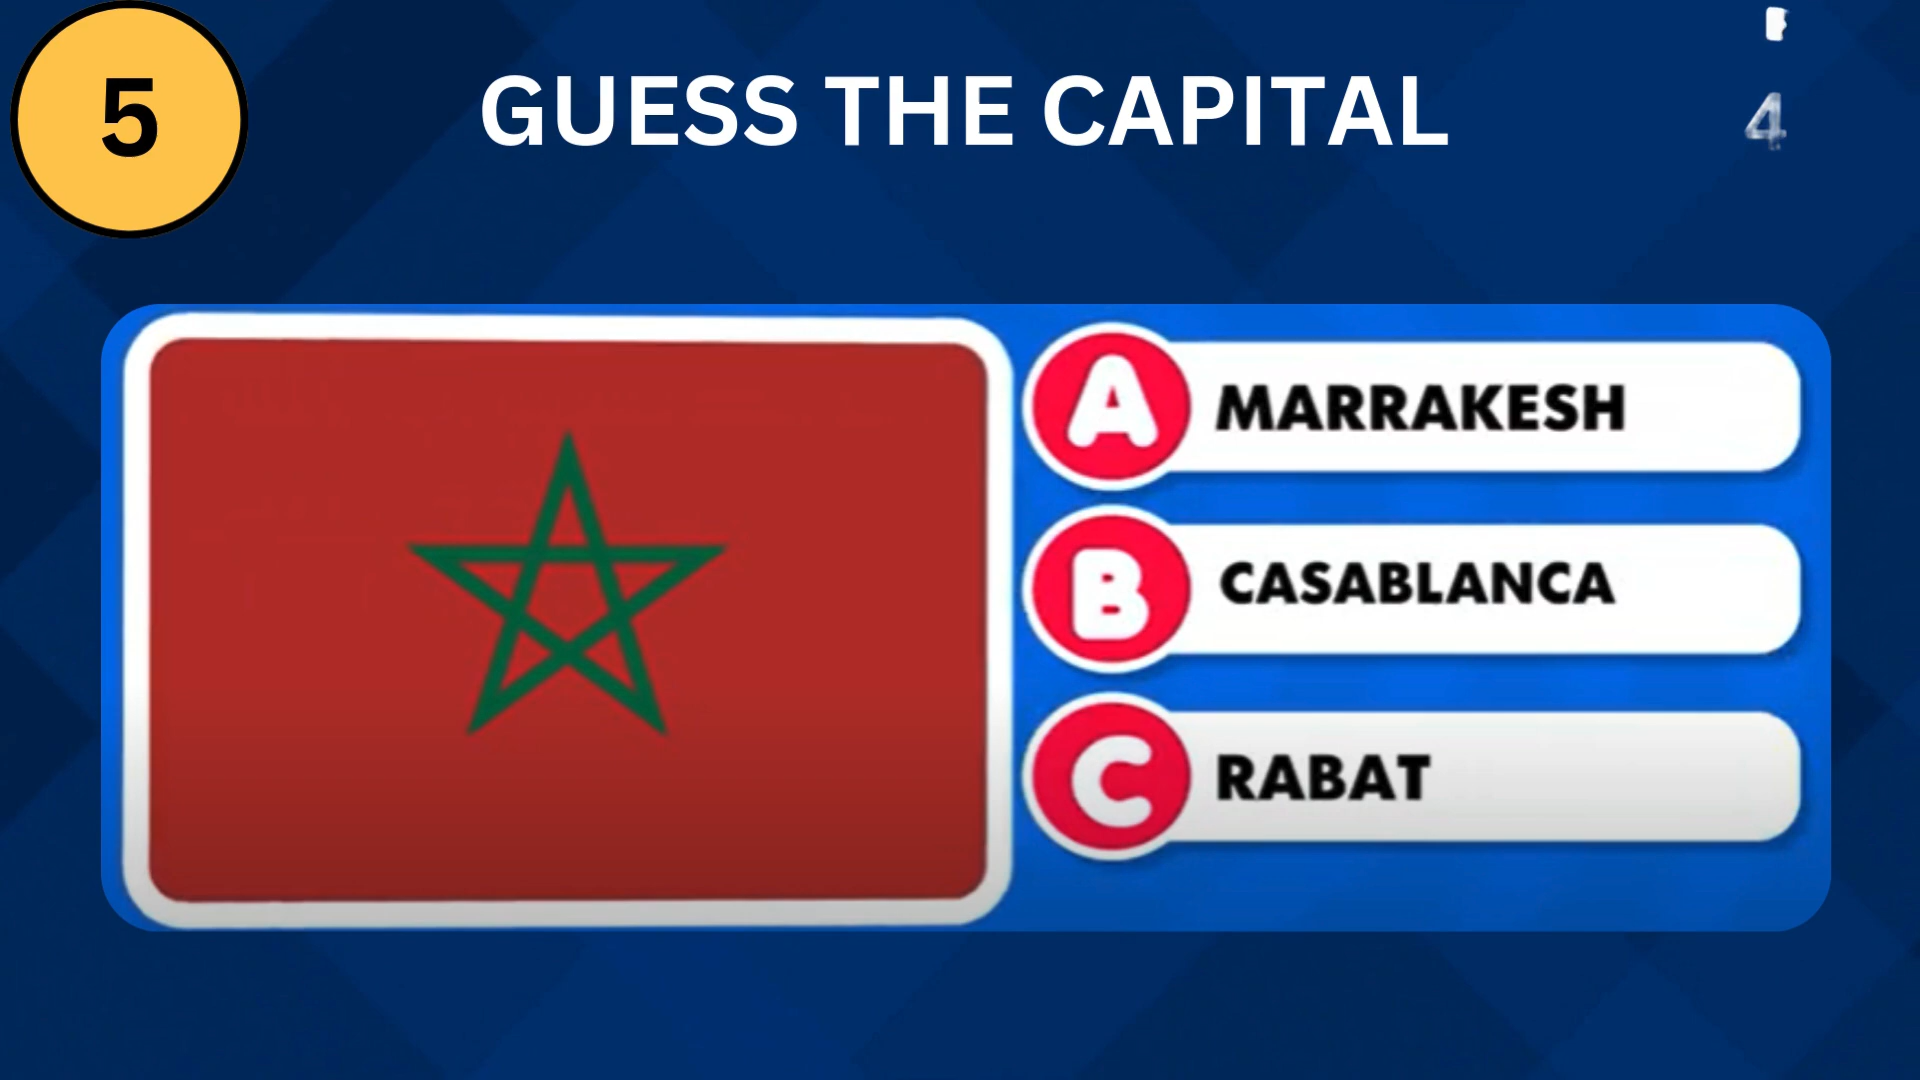 5
GUESS THE CAPITAL
4
A MARRAKESH
B CASABLANCA
C RABAT